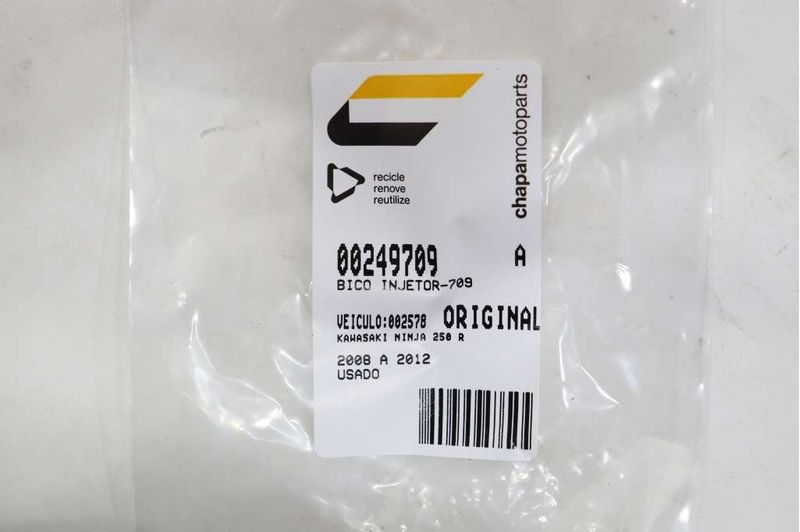 chapamotoparts
recicle
renove
reutilize
00249709 A
BICO INJETOR-709
VEICULO:002578 ORIGINAL
KAWASAKI NINJA 250 R
2008 A 2012
USADO